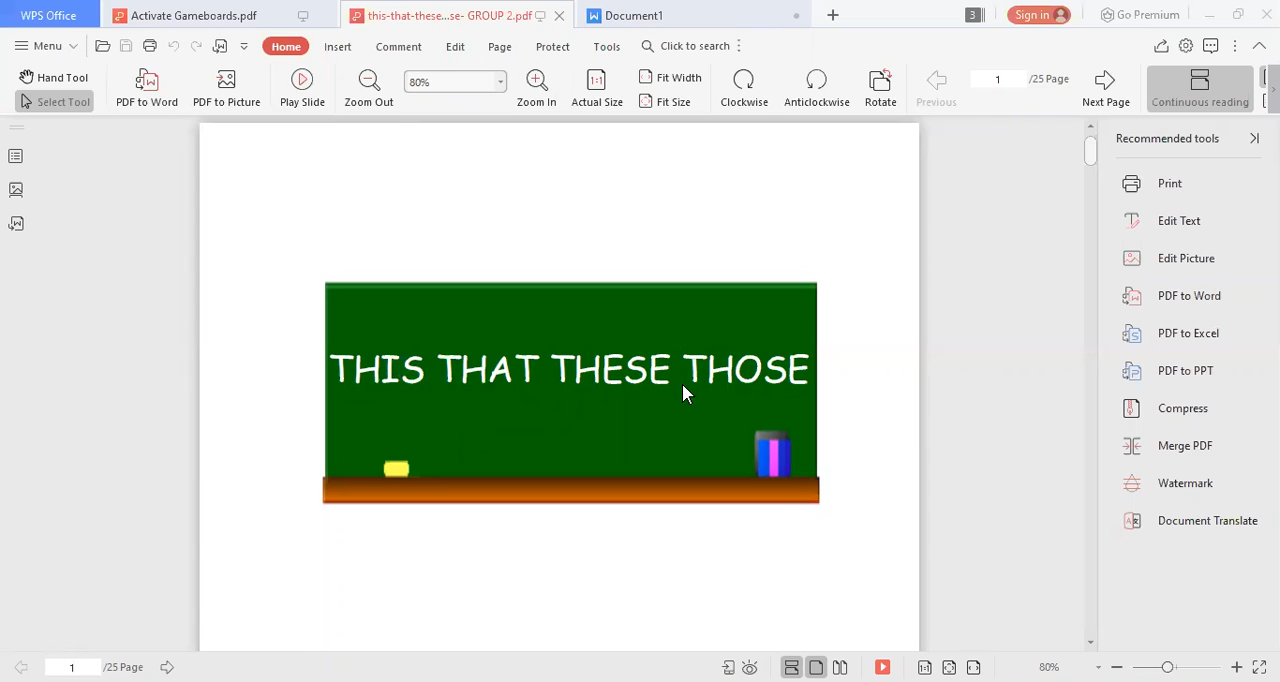 WPS Office
Activate Gameboards.pdf
this-that-these...se- GROUP 2.pdf
Document1
3
Sign in
Go Premium
Menu
Home
Insert
Comment
Edit
Page
Protect
Tools
Click to search
Hand Tool
Select Tool
PDF to Word
PDF to Picture
Play Slide
Zoom Out
80%
Zoom In
1:1
Actual Size
Fit Width
Fit Size
Clockwise
Anticlockwise
Rotate
Previous
1 /25 Page
Next Page
Continuous reading
Recommended tools
Print
Edit Text
Edit Picture
PDF to Word
PDF to Excel
PDF to PPT
Compress
Merge PDF
Watermark
Document Translate
THIS THAT THESE THOSE
1 /25 Page
80%